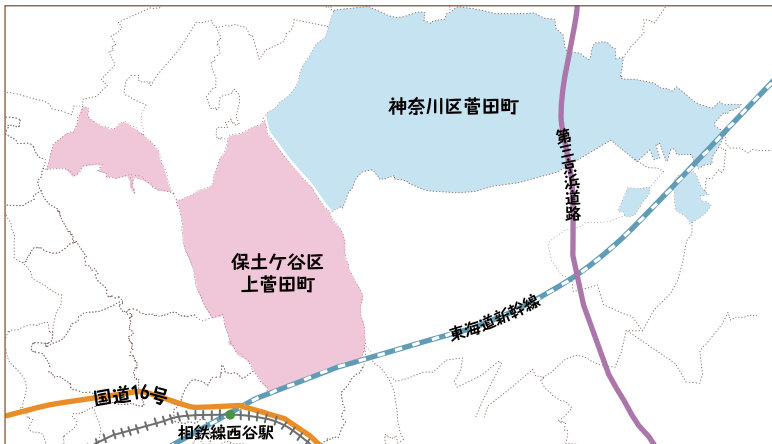 神奈川区菅田町
第三京浜道路
保土ケ谷区
上菅田町
東海道新幹線
国道16号
相鉄線西谷駅